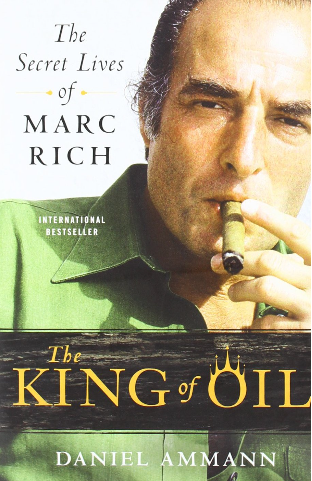 The
Secret Lives
of
MARC
RICH
INTERNATIONAL
BESTSELLER
The
KING of OIL
DANIEL AMMANN